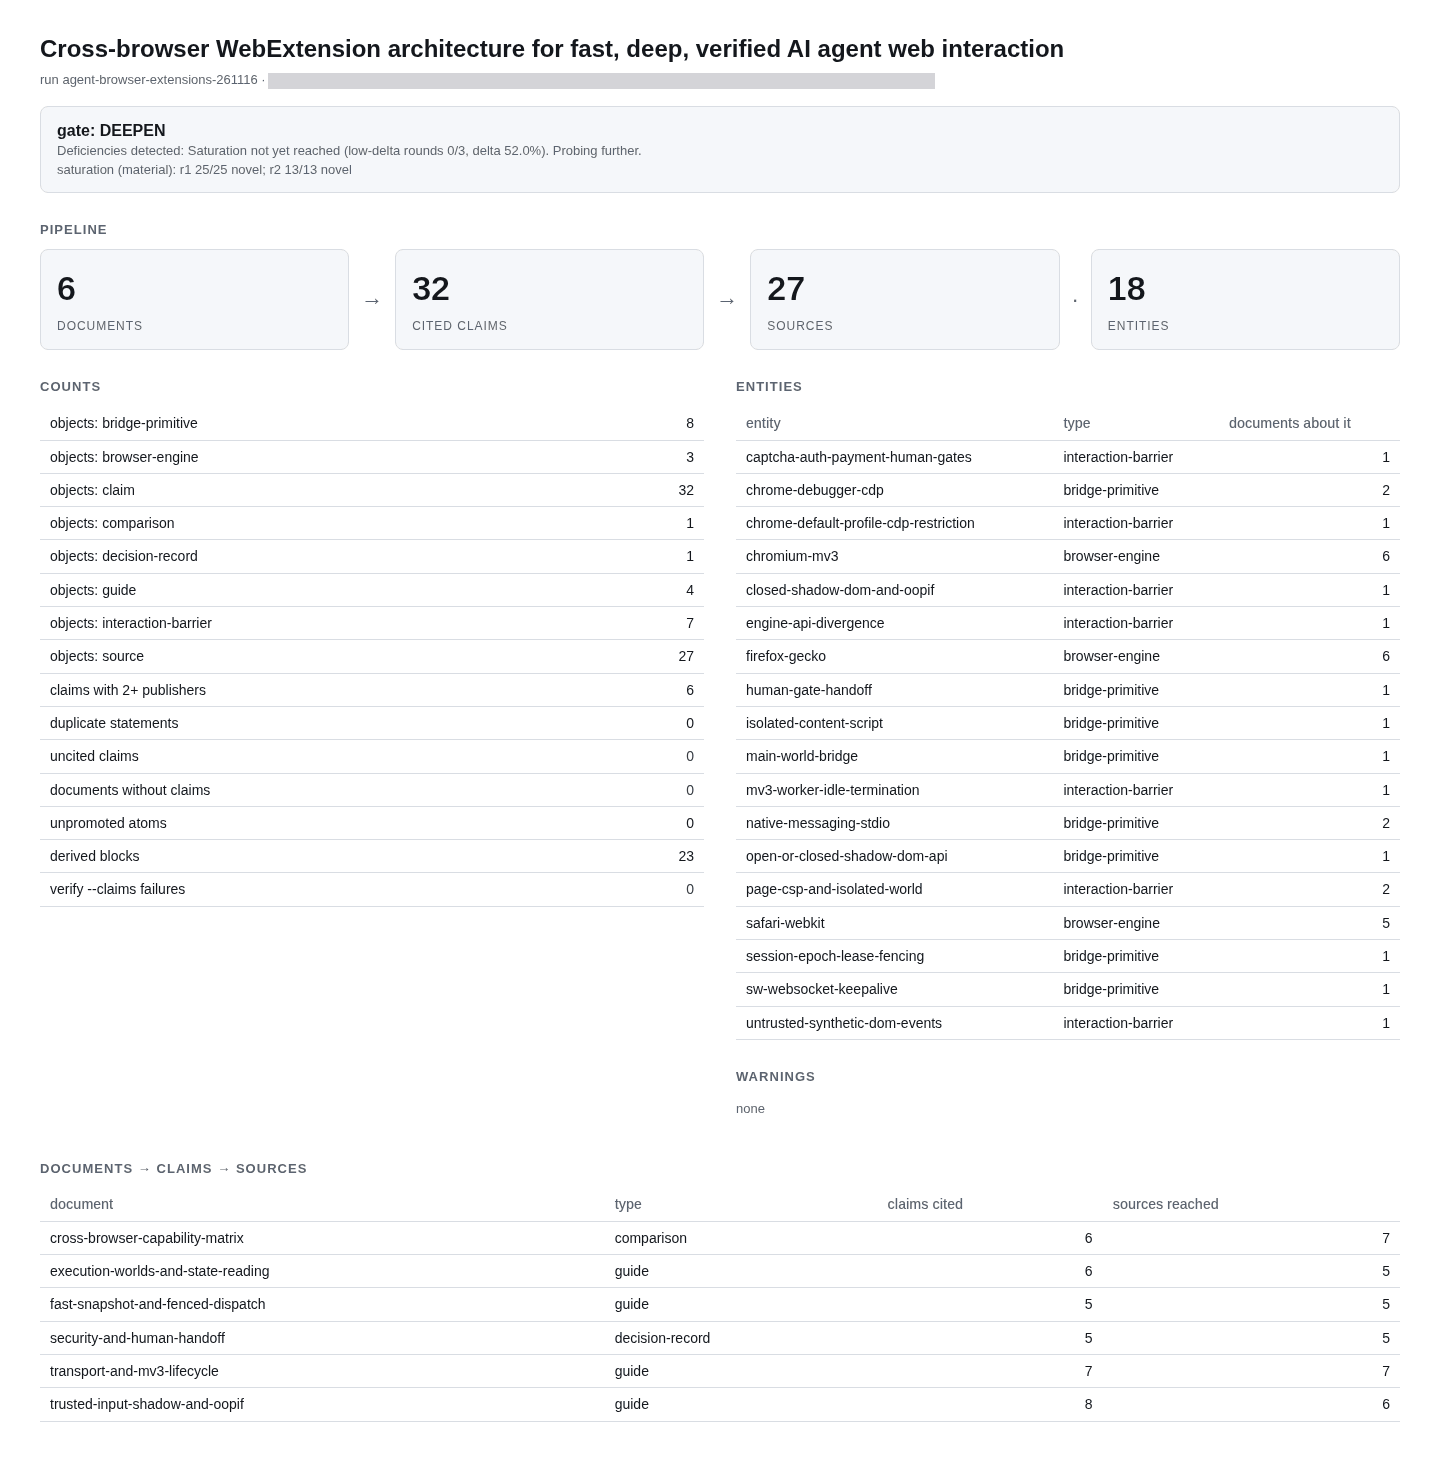 Cross-browser WebExtension architecture for fast, deep, verified AI agent web interaction
run agent-browser-extensions-261116 ·
gate: DEEPEN
Deficiencies detected: Saturation not yet reached (low-delta rounds 0/3, delta 52.0%). Probing further.
saturation (material): r1 25/25 novel; r2 13/13 novel
PIPELINE
6 → 32 → 27 · 18
DOCUMENTS CITED CLAIMS SOURCES ENTITIES
COUNTS
objects: bridge-primitive 8
objects: browser-engine 3
objects: claim 32
objects: comparison 1
objects: decision-record 1
objects: guide 4
objects: interaction-barrier 7
objects: source 27
claims with 2+ publishers 6
duplicate statements 0
uncited claims 0
documents without claims 0
unpromoted atoms 0
derived blocks 23
verify --claims failures 0
ENTITIES
entity type documents about it
captcha-auth-payment-human-gates interaction-barrier 1
chrome-debugger-cdp bridge-primitive 2
chrome-default-profile-cdp-restriction interaction-barrier 1
chromium-mv3 browser-engine 6
closed-shadow-dom-and-oopif interaction-barrier 1
engine-api-divergence interaction-barrier 1
firefox-gecko browser-engine 6
human-gate-handoff bridge-primitive 1
isolated-content-script bridge-primitive 1
main-world-bridge bridge-primitive 1
mv3-worker-idle-termination interaction-barrier 1
native-messaging-stdio bridge-primitive 2
open-or-closed-shadow-dom-api bridge-primitive 1
page-csp-and-isolated-world interaction-barrier 2
safari-webkit browser-engine 5
session-epoch-lease-fencing bridge-primitive 1
sw-websocket-keepalive bridge-primitive 1
untrusted-synthetic-dom-events interaction-barrier 1
WARNINGS
none
DOCUMENTS → CLAIMS → SOURCES
document type claims cited sources reached
cross-browser-capability-matrix comparison 6 7
execution-worlds-and-state-reading guide 6 5
fast-snapshot-and-fenced-dispatch guide 5 5
security-and-human-handoff decision-record 5 5
transport-and-mv3-lifecycle guide 7 7
trusted-input-shadow-and-oopif guide 8 6